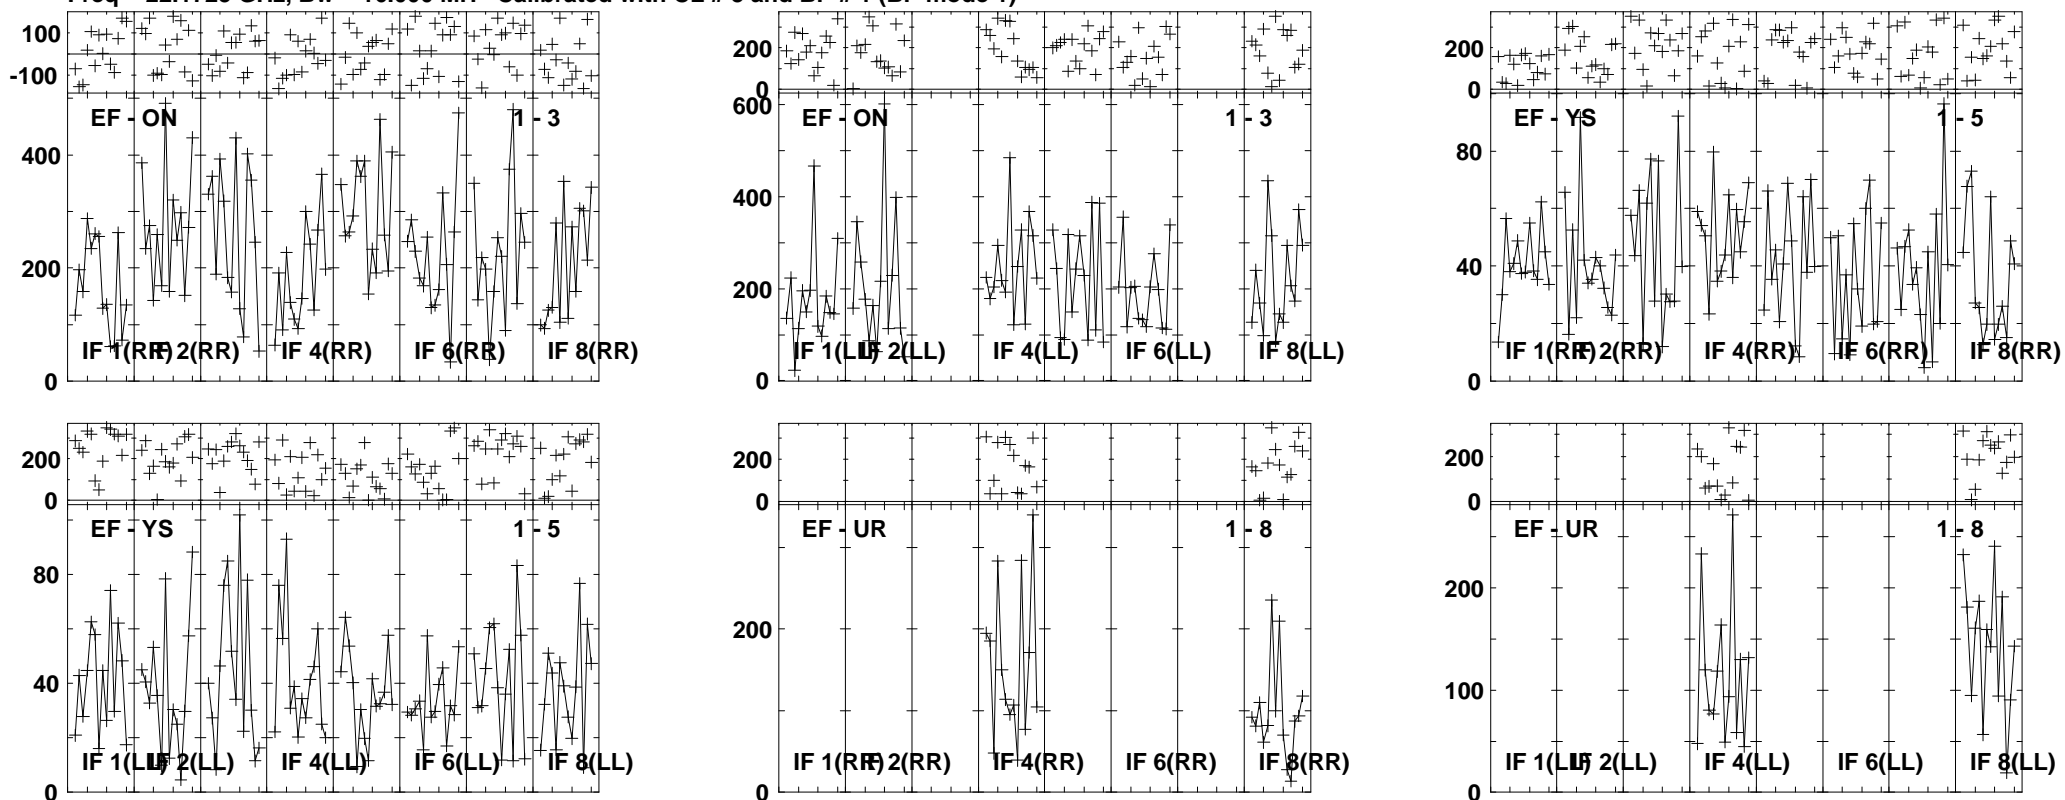 100
-100
EF - ON 1 - 3
400
200
0
IF 1(RR) IF 2(RR) IF 4(RR) IF 6(RR) IF 8(RR)
200
0
600
EF - ON 1 - 3
400
200
0
IF 1(LL) IF 2(LL) IF 4(LL) IF 6(LL) IF 8(LL)
200
0
EF - YS 1 - 5
80
40
0
IF 1(RR) IF 2(RR) IF 4(RR) IF 6(RR) IF 8(RR)
200
0
EF - YS 1 - 5
80
40
0
IF 1(LL) IF 2(LL) IF 4(LL) IF 6(LL) IF 8(LL)
200
0
EF - UR 1 - 8
200
0
IF 1(RR) IF 2(RR) IF 4(RR) IF 6(RR) IF 8(RR)
200
0
EF - UR 1 - 8
200
100
0
IF 1(LL) IF 2(LL) IF 4(LL) IF 6(LL) IF 8(LL)